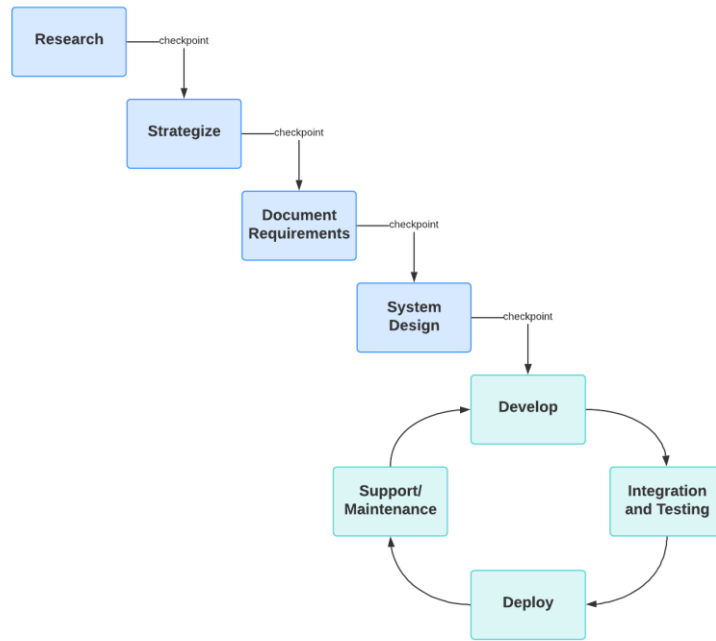 Research
checkpoint
Strategize
checkpoint
Document
Requirements
checkpoint
System
Design
checkpoint
Develop
Support/
Maintenance
Integration
and Testing
Deploy